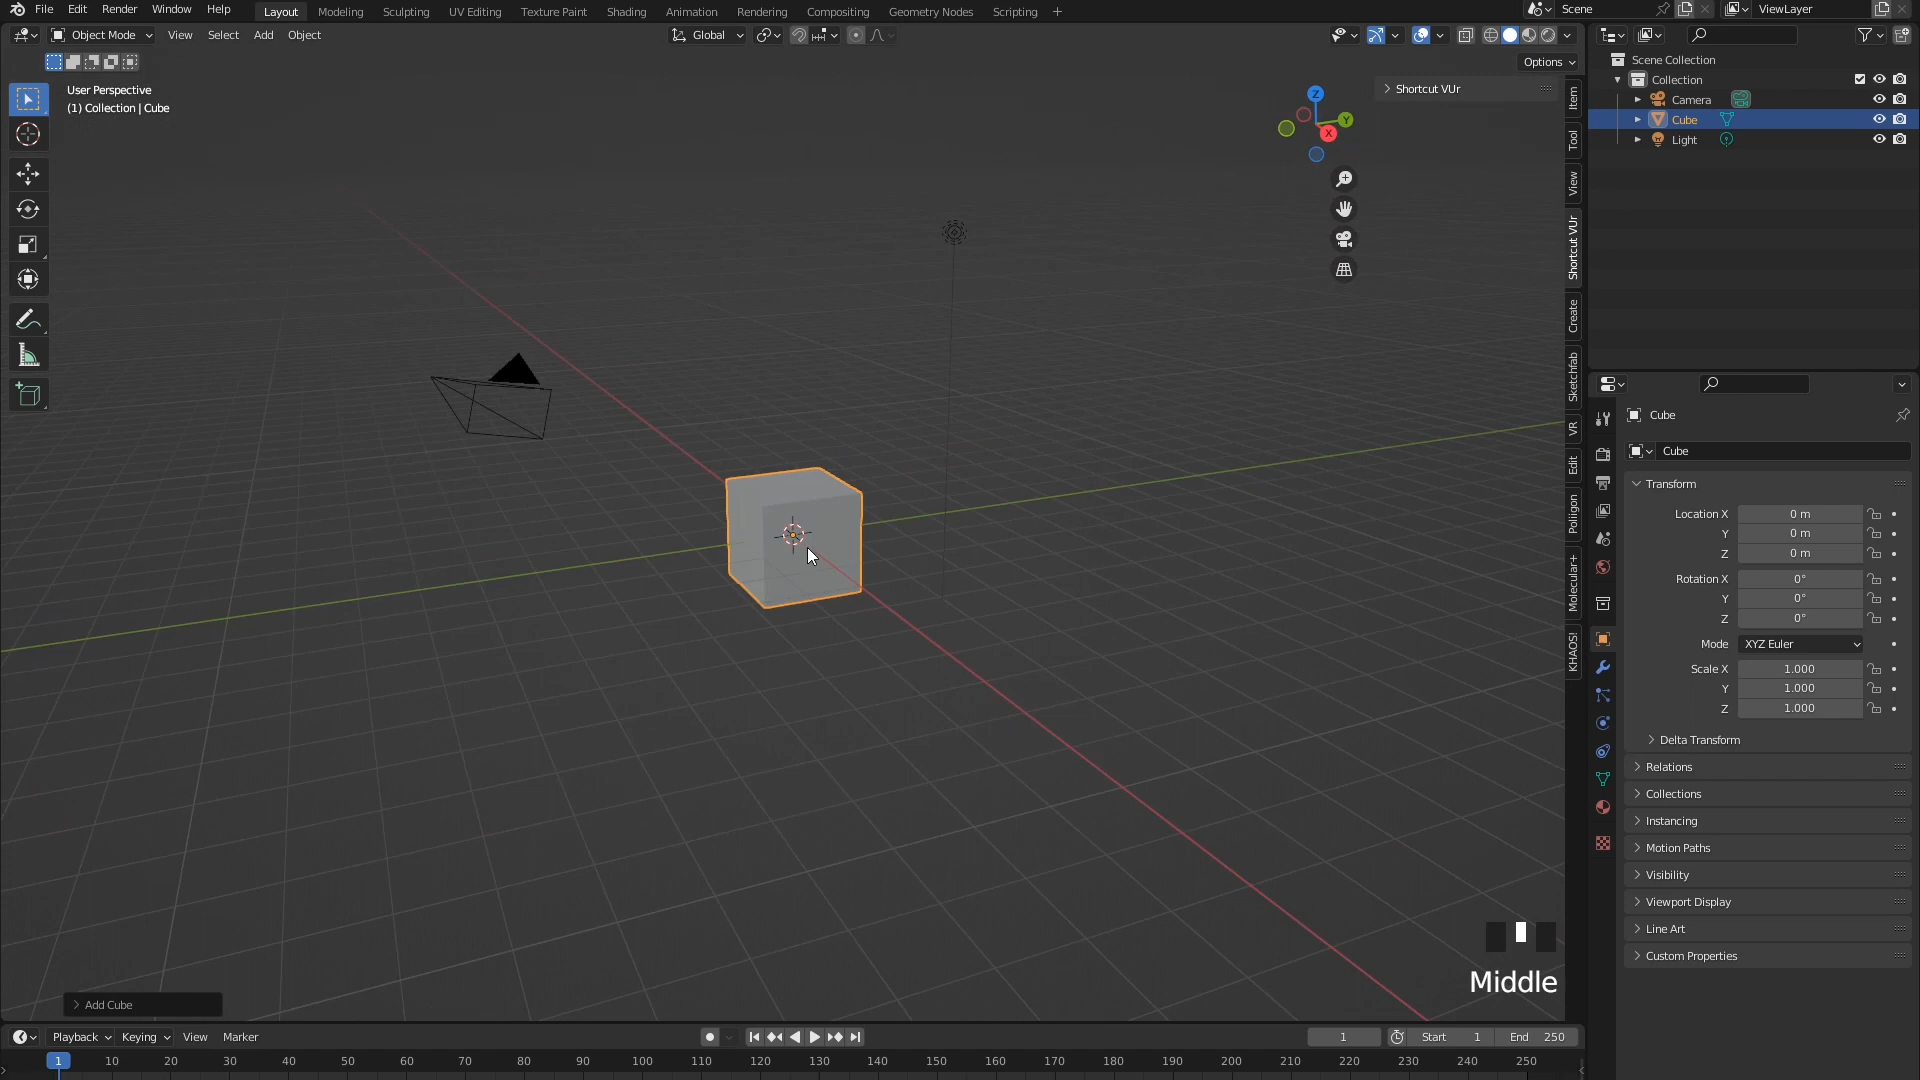 File Edit Render Window Help Layout Modeling Sculpting UV Editing Texture Paint Shading Animation Rendering Compositing Geometry Nodes Scripting + Scene ViewLayer
Object Mode View Select Add Object Global
Options
User Perspective
(1) Collection | Cube
Shortcut VUr
Z
Y
X
Item
Tool
View
Shortcut VUr
Create
Sketchfab
VR
Edit
Poliigon
Molecular+
KHAOS!
Scene Collection
Collection
Camera
Cube
Light
Cube
Cube
Transform
Location X 0 m
Y 0 m
Z 0 m
Rotation X 0°
Y 0°
Z 0°
Mode XYZ Euler
Scale X 1.000
Y 1.000
Z 1.000
Delta Transform
Relations
Collections
Instancing
Motion Paths
Visibility
Viewport Display
Line Art
Custom Properties
Middle
Add Cube
Playback Keying View Marker 1 Start 1 End 250
1 10 20 30 40 50 60 70 80 90 100 110 120 130 140 150 160 170 180 190 200 210 220 230 240 250